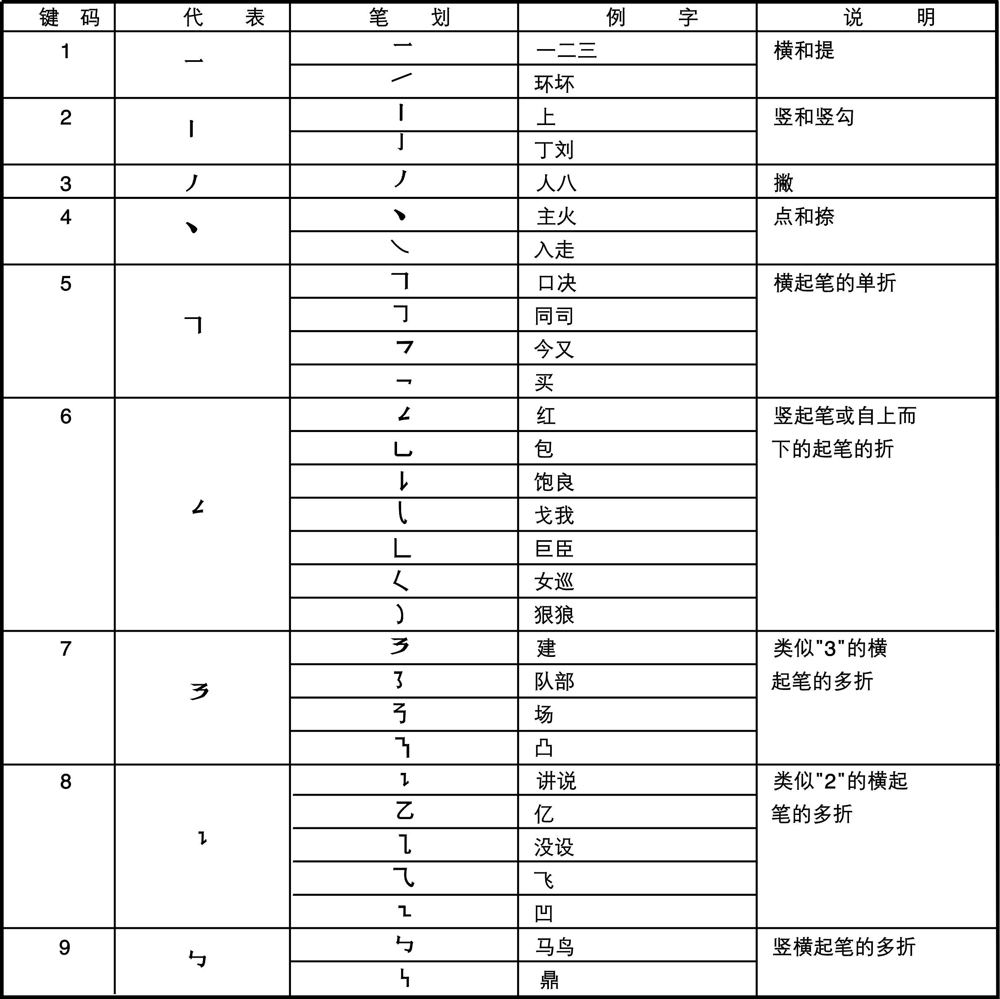 键码 代表 笔划 例字 说明
1 一 一 一二三 横和提
㇀ 环坏
2 丨 丨 上 竖和竖勾
亅 丁刘
3 丿 丿 人八 撇
4 丶 丶 主火 点和捺
㇏ 入走
5 𠃍 𠃍 口决 横起笔的单折
㇆ 同司
㇇ 今又
㇖ 买
6 ㇜ ㇜ 红 竖起笔或自上而
乚 包 下的起笔的折
㇙ 饱良
㇂ 戈我
㇗ 巨臣
㇛ 女巡
㇁ 狠狼
7 ㇋ ㇋ 建 类似"3"的横
㇌ 队部 起笔的多折
㇡ 场
㇎ 凸
8 ㇊ ㇊ 讲说 类似"2"的横起
乙 亿 笔的多折
㇈ 没设
⺄ 飞
㇅ 凹
9 ㇉ ㇉ 马鸟 竖横起笔的多折
㇞ 鼎